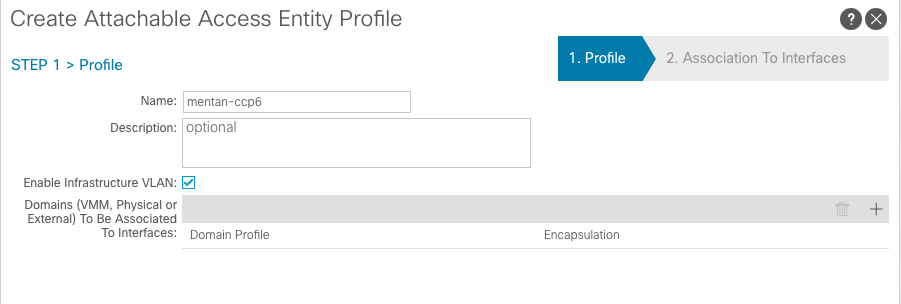 Create Attachable Access Entity Profile
STEP 1 > Profile
1. Profile
2. Association To Interfaces
Name: mentan-ccp6
Description: optional
Enable Infrastructure VLAN:
Domains (VMM, Physical or
External) To Be Associated
To Interfaces:
Domain Profile Encapsulation